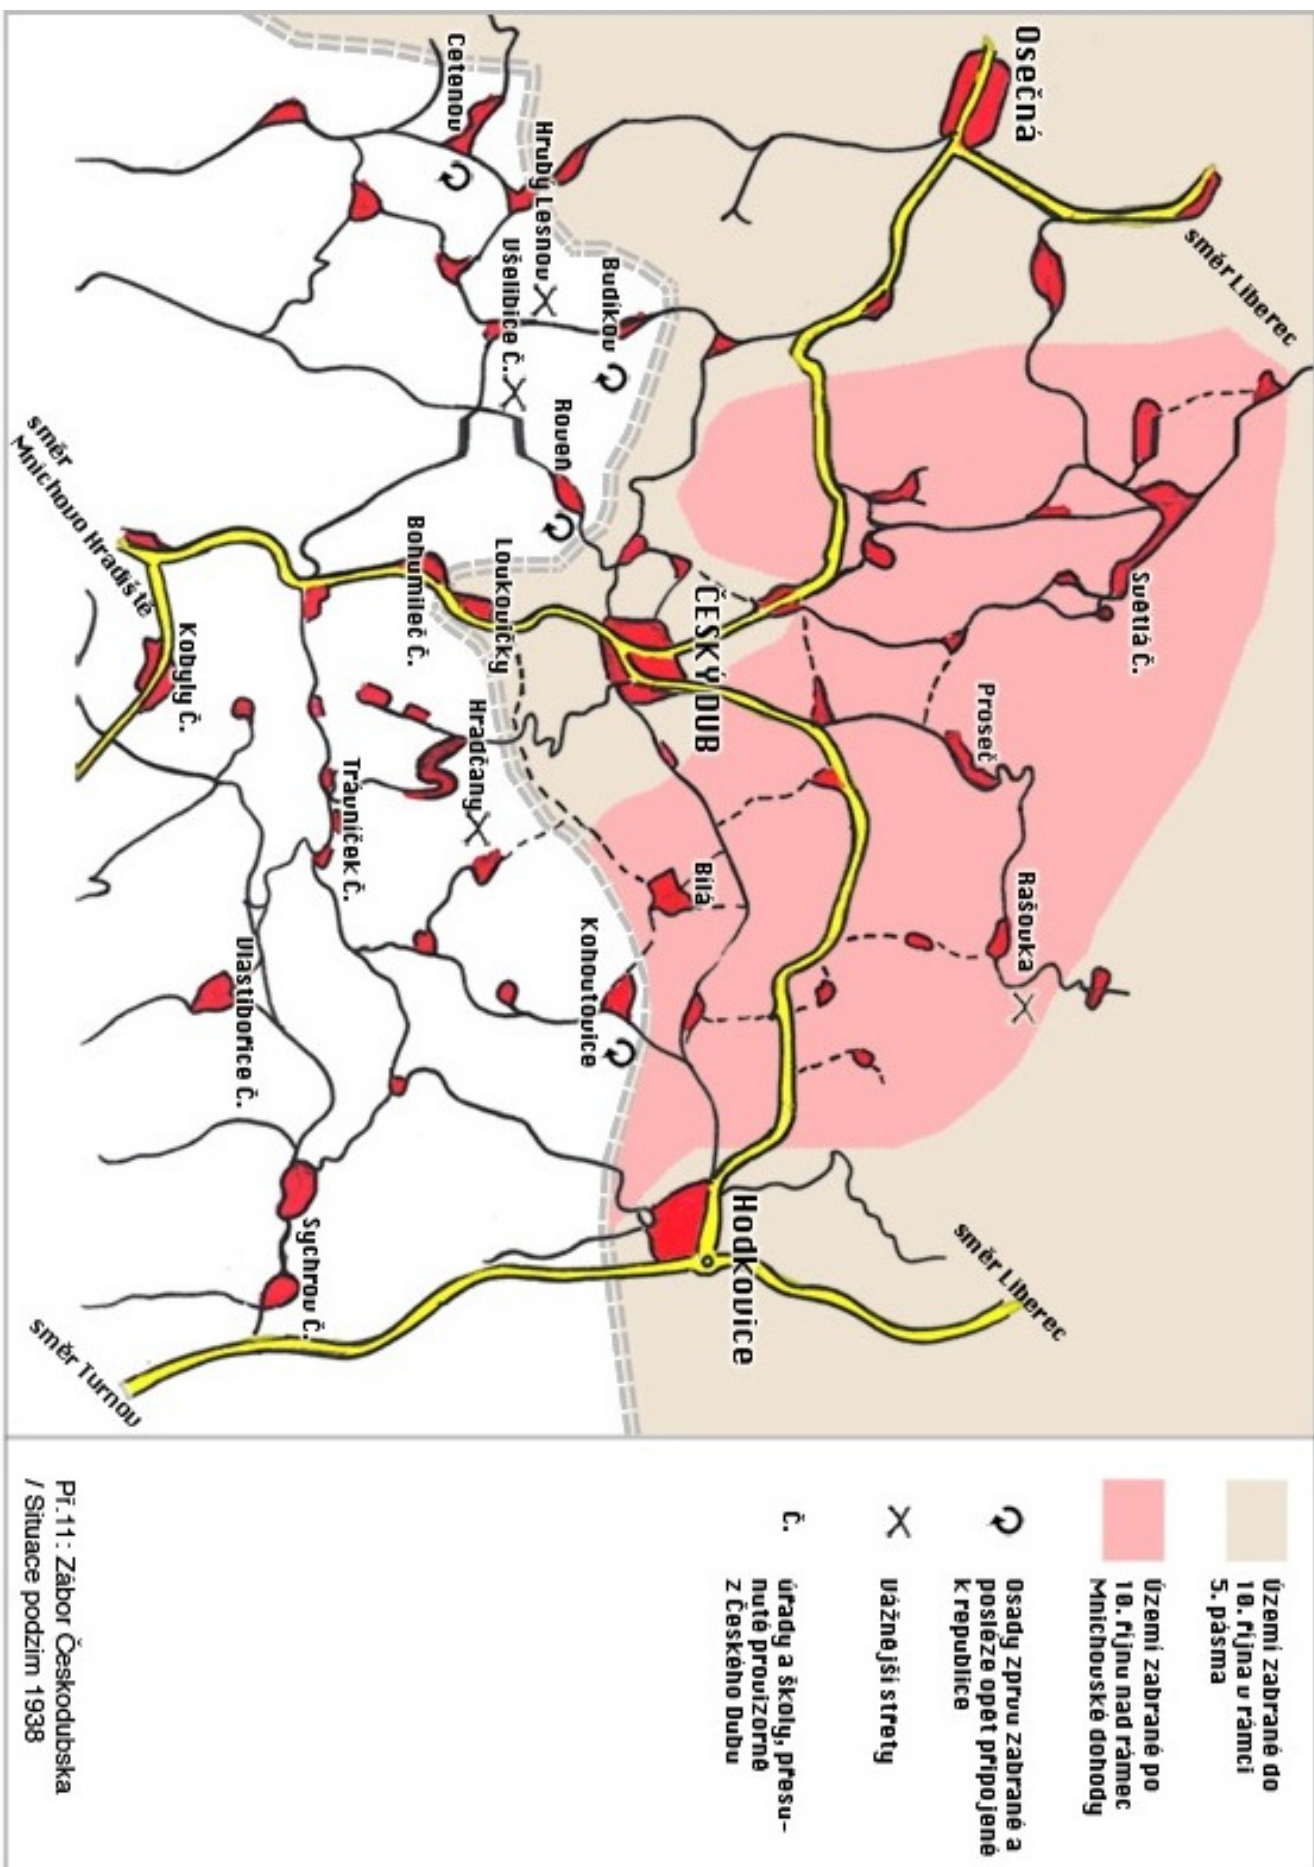 Osečná
směr Liberec
Cetenov
Hrubý Lesnov
Všelibice Č.
Budíkov
Roveň
směr
Mnichovo Hradiště
Bohumileč Č.
Loukovičky
ČESKÝ DUB
Světlá Č.
Kobyly Č.
Hradčany
Proseč
Trávníček Č.
Bílá
Rašovka
Kohoutovice
Vlastibořice Č.
Sychrov Č.
Hodkovice
směr Liberec
směr Turnov
Území zabrané do
10. října v rámci
5. pásma
Území zabrané po
10. říjnu nad rámec
Mnichovské dohody
Osady zprvu zabrané a
posléze opět připojené
k republice
Vážnější střety
Č.
úřady a školy, přesu-
nuté provizorně
z Českého Dubu
Př.11: Zábor Českodubska
/ Situace podzim 1938